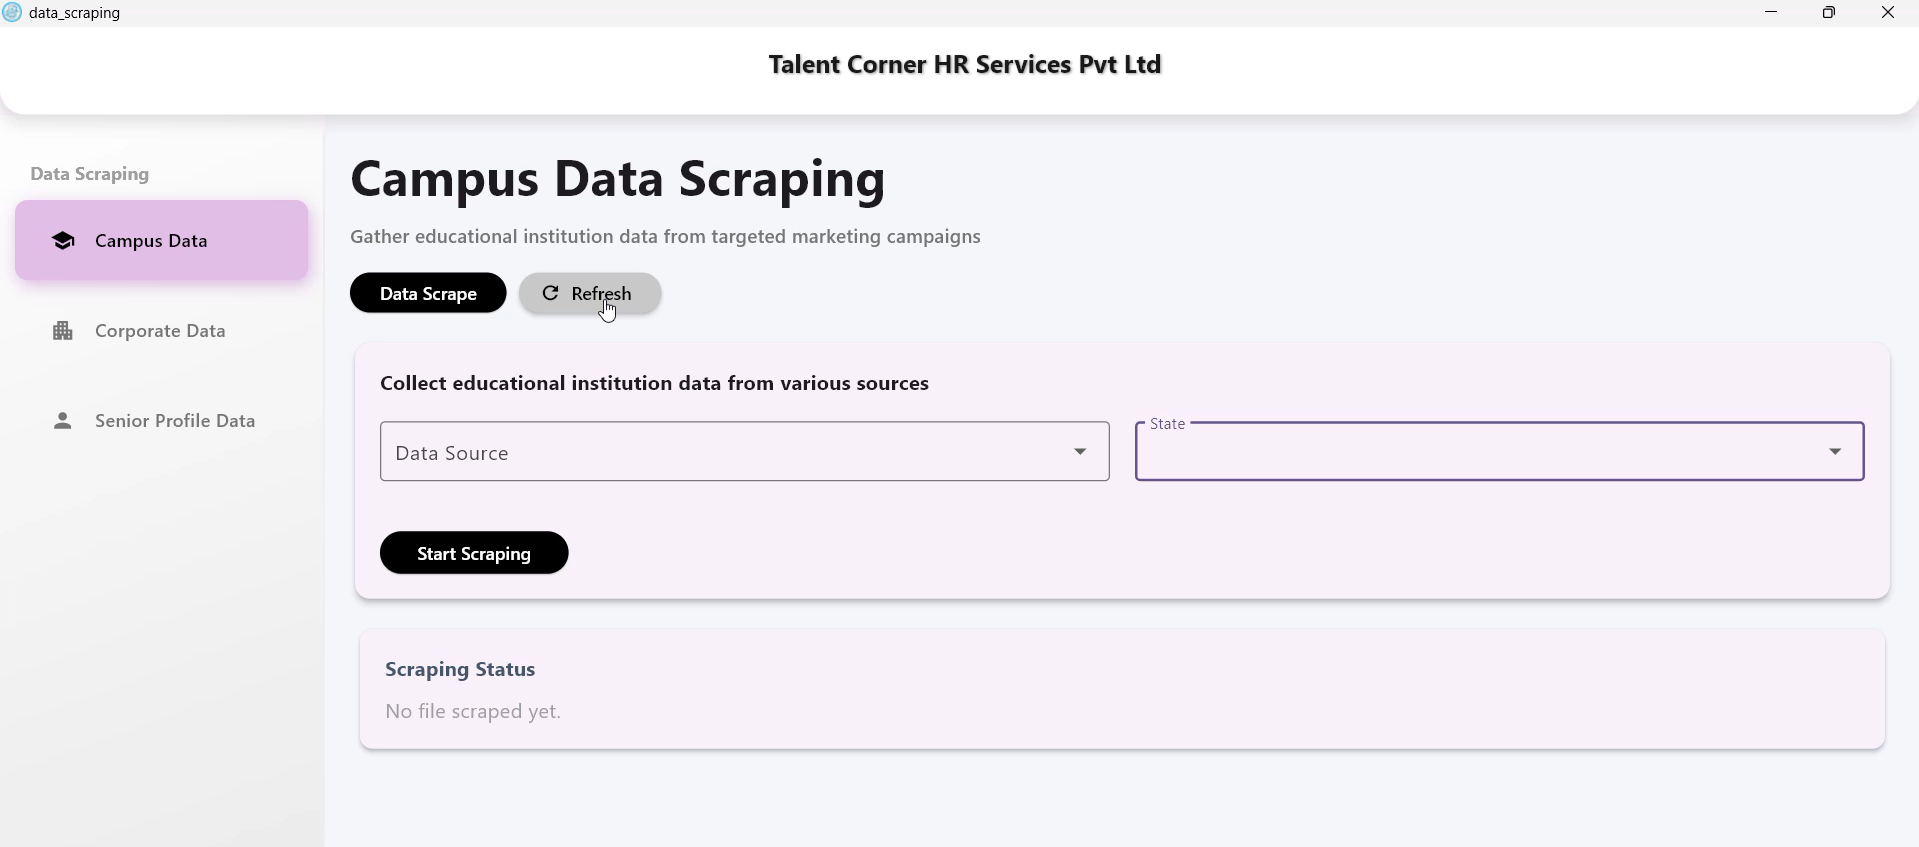 data_scraping
Talent Corner HR Services Pvt Ltd
Data Scraping
Campus Data
Corporate Data
Senior Profile Data
Campus Data Scraping
Gather educational institution data from targeted marketing campaigns
Data Scrape
Refresh
Collect educational institution data from various sources
Data Source
State
Start Scraping
Scraping Status
No file scraped yet.